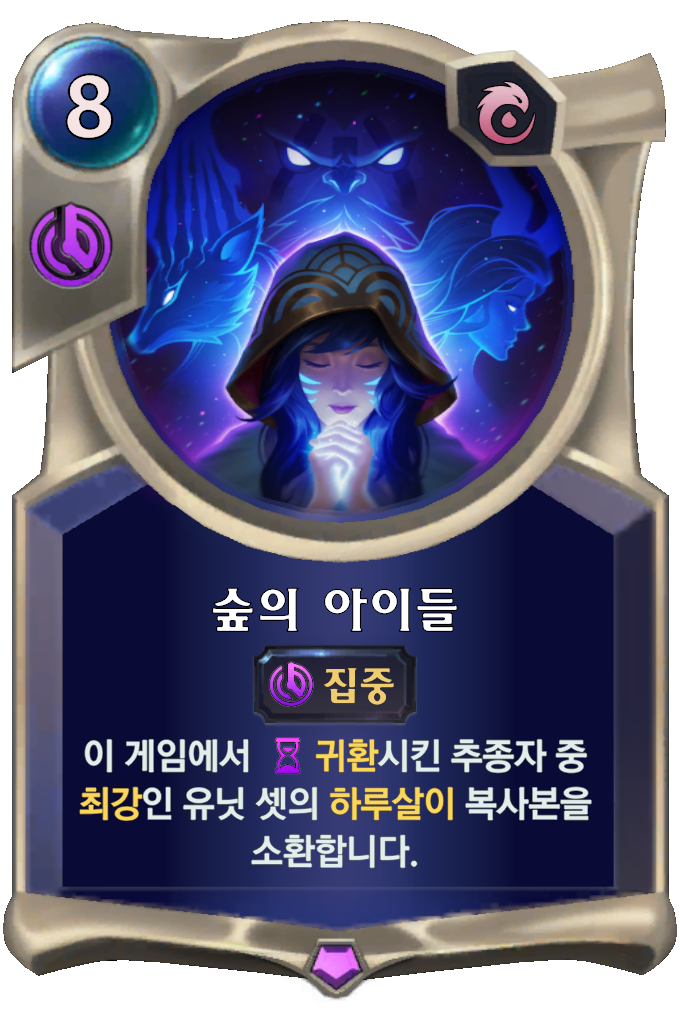 8
숲의 아이들
집중
이 게임에서 귀환시킨 추종자 중
최강인 유닛 셋의 하루살이 복사본을
소환합니다.